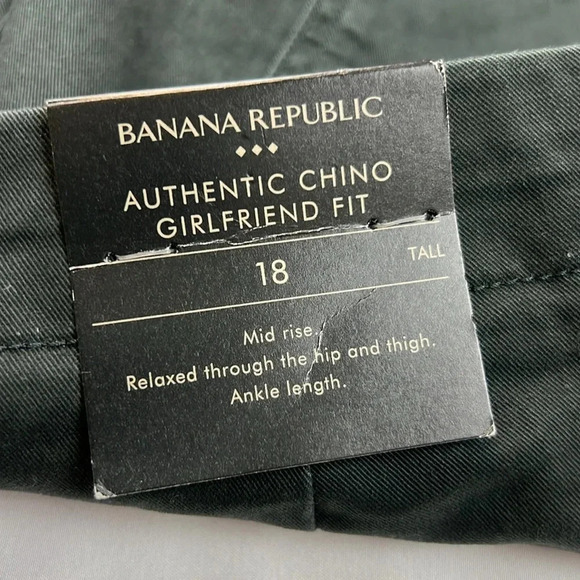 BANANA REPUBLIC
AUTHENTIC CHINO
GIRLFRIEND FIT
18 TALL
Mid rise.
Relaxed through the hip and thigh.
Ankle length.